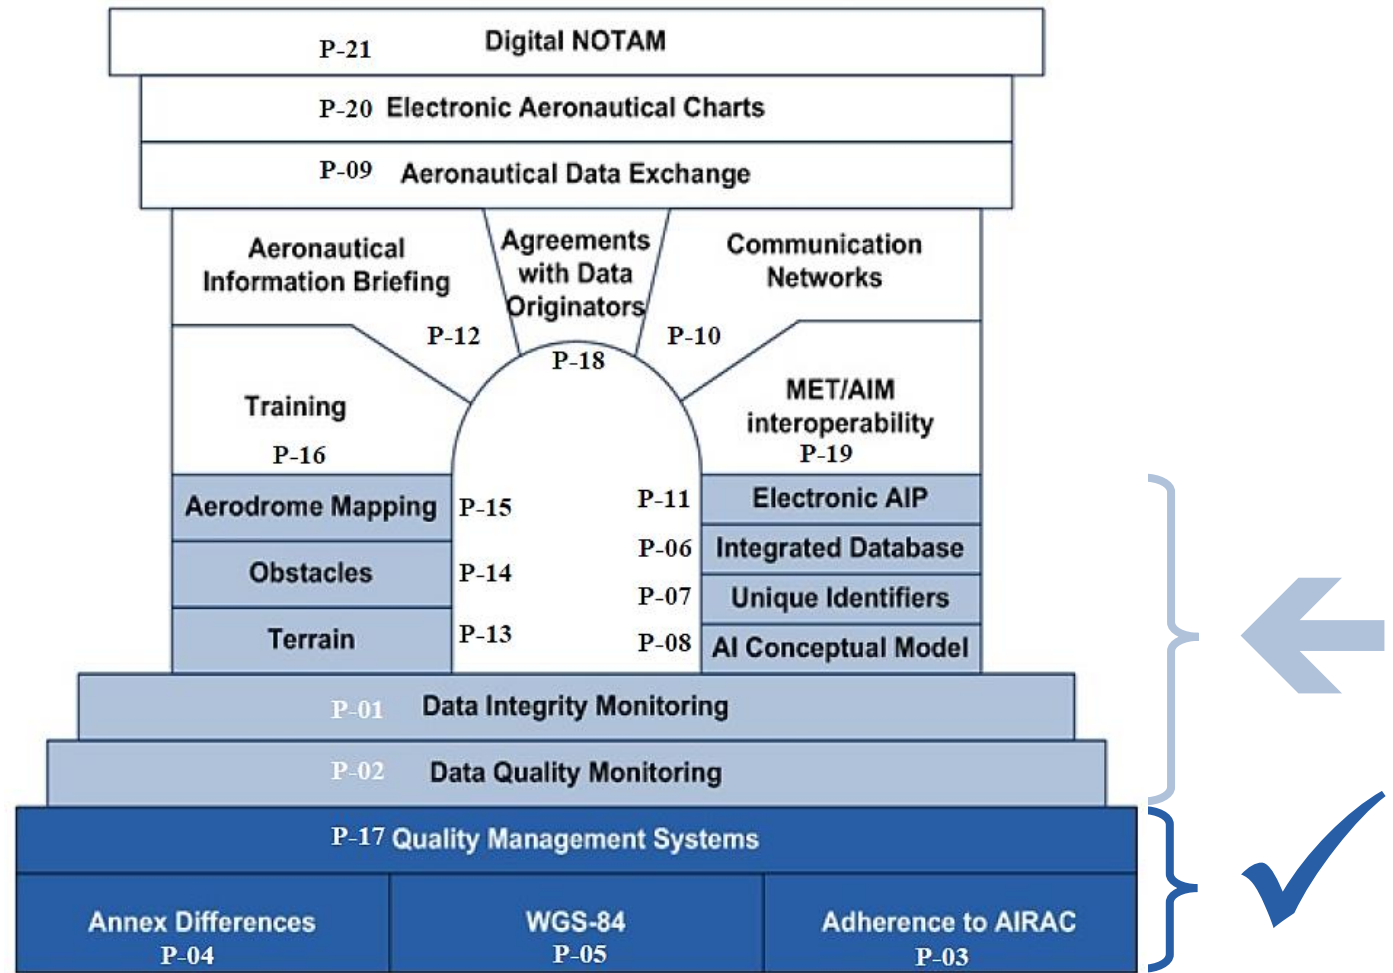 P-21 Digital NOTAM
P-20 Electronic Aeronautical Charts
P-09 Aeronautical Data Exchange
Aeronautical
Information Briefing
P-12
Agreements
with Data
Originators
P-18
Communication
Networks
P-10
Training
P-16
MET/AIM
interoperability
P-19
Aerodrome Mapping P-15
Obstacles P-14
Terrain P-13
P-11 Electronic AIP
P-06 Integrated Database
P-07 Unique Identifiers
P-08 AI Conceptual Model
P-01 Data Integrity Monitoring
P-02 Data Quality Monitoring
P-17 Quality Management Systems
Annex Differences
P-04
WGS-84
P-05
Adherence to AIRAC
P-03